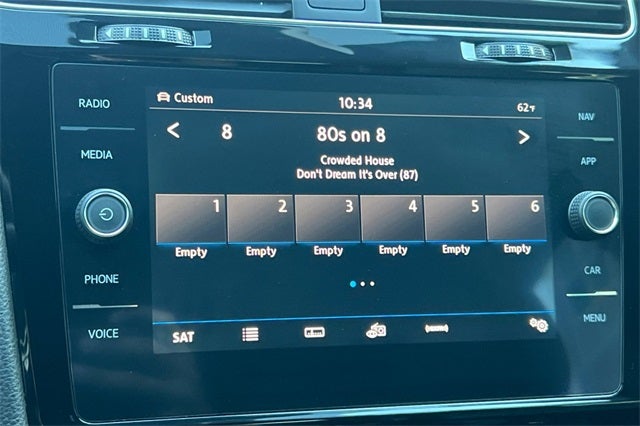 RADIO
MEDIA
PHONE
VOICE
Custom 10:34 62°F
8 80s on 8
Crowded House
Don't Dream It's Over (87)
1 2 3 4 5 6
Empty Empty Empty Empty Empty Empty
SAT
NAV
APP
CAR
MENU